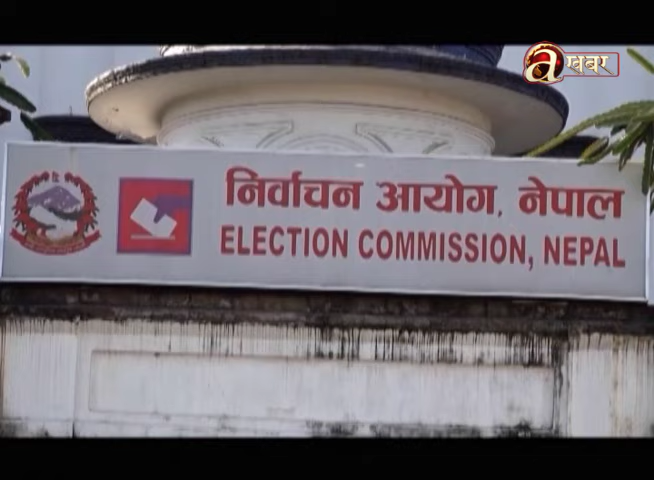 a खबर
निर्वाचन आयोग, नेपाल
ELECTION COMMISSION, NEPAL